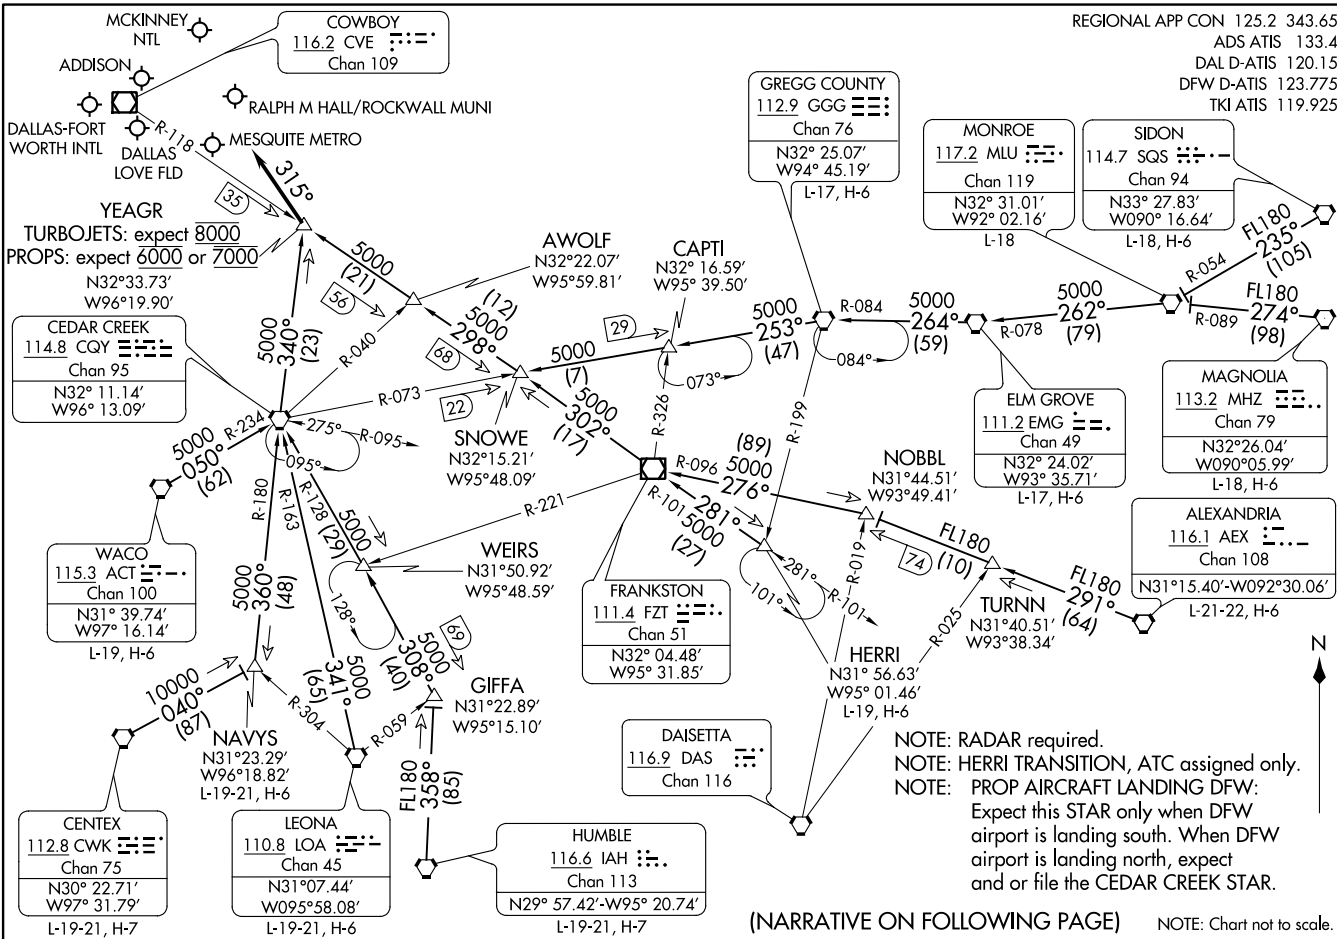 MCKINNEY
NTL
ADDISON
DALLAS-FORT
WORTH INTL
DALLAS
LOVE FLD
MESQUITE METRO
RALPH M HALL/ROCKWALL MUNI
COWBOY
116.2 CVE
Chan 109
REGIONAL APP CON 125.2 343.65
ADS ATIS 133.4
DAL D-ATIS 120.15
DFW D-ATIS 123.775
TKI ATIS 119.925
GREGG COUNTY
112.9 GGG
Chan 76
N32° 25.07'
W94° 45.19'
L-17, H-6
MONROE
117.2 MLU
Chan 119
N32° 31.01'
W92° 02.16'
L-18
SIDON
114.7 SQS
Chan 94
N33° 27.83'
W090° 16.64'
L-18, H-6
R-118
35
315°
YEAGR
TURBOJETS: expect 8000
PROPS: expect 6000 or 7000
N32°33.73'
W96°19.90'
AWOLF
N32°22.07'
W95°59.81'
CAPTI
N32° 16.59'
W95° 39.50'
5000
(21)
56
R-040
(12)
5000
298°
68
29
5000
(7)
5000
253°
(47)
073°
R-084
084°
5000
264°
(59)
R-078
5000
262°
(79)
R-054
FL180
235°
(105)
R-089
FL180
274°
(98)
CEDAR CREEK
114.8 CQY
Chan 95
N32° 11.14'
W96° 13.09'
5000
340°
(23)
R-073
22
SNOWE
N32°15.21'
W95°48.09'
5000
302°
(17)
R-326
R-199
ELM GROVE
111.2 EMG
Chan 49
N32° 24.02'
W93° 35.71'
L-17, H-6
MAGNOLIA
113.2 MHZ
Chan 79
N32°26.04'
W090°05.99'
L-18, H-6
275°
R-095
095°
R-234
5000
050°
(62)
WACO
115.3 ACT
Chan 100
N31° 39.74'
W97° 16.14'
L-19, H-6
R-180
R-163
R-128
5000
(29)
R-221
WEIRS
N31°50.92'
W95°48.59'
128°
FRANKSTON
111.4 FZT
Chan 51
N32° 04.48'
W95° 31.85'
R-096
(89)
5000
276°
R-101
281°
5000
(27)
NOBBL
N31°44.51'
W93°49.41'
281°
R-101
101°
R-019
74
FL180
(10)
TURNN
N31°40.51'
W93°38.34'
R-025
FL180
291°
(64)
ALEXANDRIA
116.1 AEX
Chan 108
N31°15.40'-W092°30.06'
L-21-22, H-6
HERRI
N31° 56.63'
W95° 01.46'
L-19, H-6
5000
360°
(48)
10000
040°
(87)
NAVYS
N31°23.29'
W96°18.82'
L-19-21, H-6
R-304
5000
341°
(65)
R-059
5000
308°
(40)
69
GIFFA
N31°22.89'
W95°15.10'
FL180
358°
(85)
DAISETTA
116.9 DAS
Chan 116
CENTEX
112.8 CWK
Chan 75
N30° 22.71'
W97° 31.79'
L-19-21, H-7
LEONA
110.8 LOA
Chan 45
N31°07.44'
W095°58.08'
L-19-21, H-6
HUMBLE
116.6 IAH
Chan 113
N29° 57.42'-W95° 20.74'
L-19-21, H-7
N
NOTE: RADAR required.
NOTE: HERRI TRANSITION, ATC assigned only.
NOTE: PROP AIRCRAFT LANDING DFW:
Expect this STAR only when DFW
airport is landing south. When DFW
airport is landing north, expect
and or file the CEDAR CREEK STAR.
(NARRATIVE ON FOLLOWING PAGE)
NOTE: Chart not to scale.